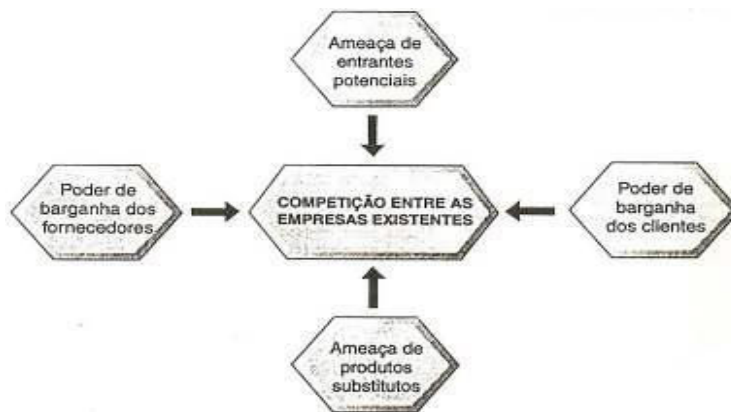 Ameaça de
entrantes
potenciais
Poder de
barganha dos
fornecedores
COMPETIÇÃO ENTRE AS
EMPRESAS EXISTENTES
Poder de
barganha
dos clientes
Ameaça de
produtos
substitutos